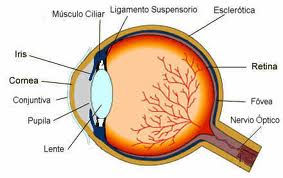 Músculo Ciliar
Ligamento Suspensorio
Esclerótica
Iris
Cornea
Conjuntiva
Pupila
Lente
Retina
Fóvea
Nervio Óptico